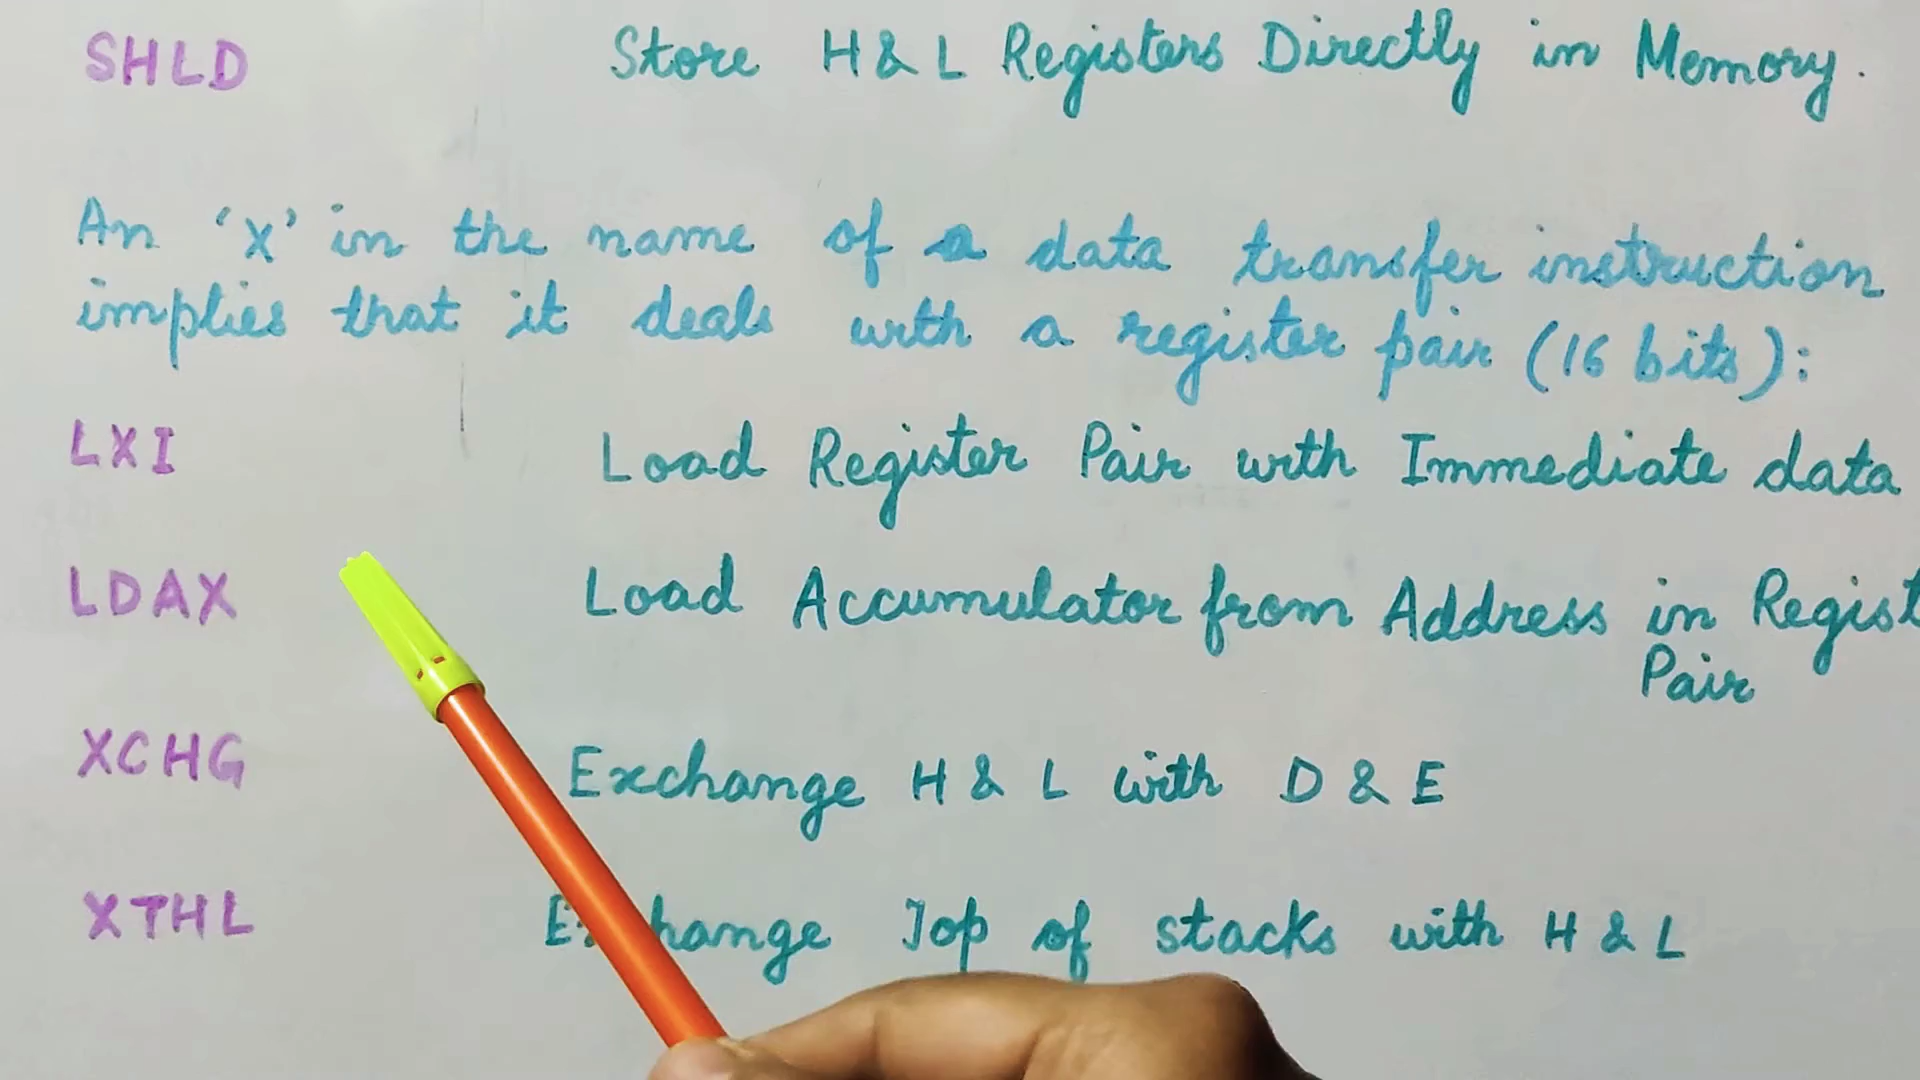 SHLD Store H & L Registers Directly in Memory.
An 'X' in the name of a data transfer instruction
implies that it deals with a register pair (16 bits):
LXI Load Register Pair with Immediate data
LDAX Load Accumulator from Address in Regist
Pair
XCHG Exchange H & L with D & E
XTHL Exchange Top of stacks with H & L